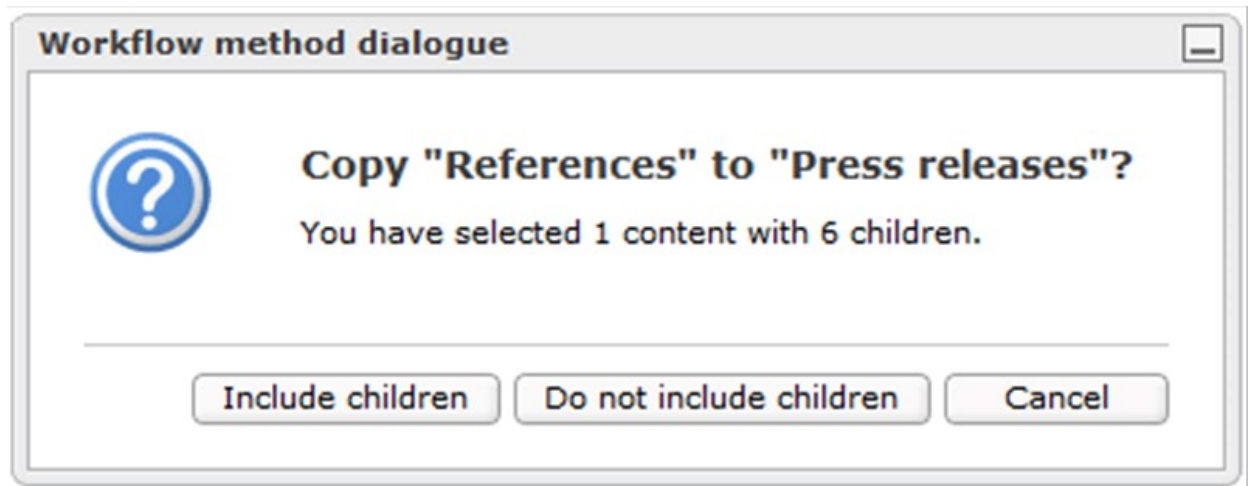 Workflow method dialogue
Copy "References" to "Press releases"?
You have selected 1 content with 6 children.
Include children Do not include children Cancel